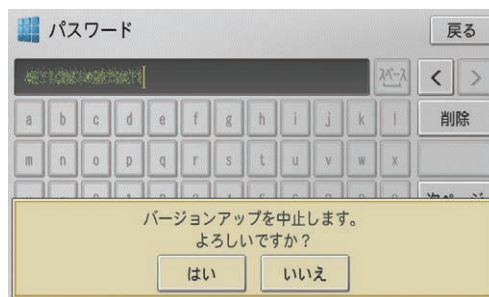 パスワード
戻る
スペース
< >
a b c d e f g h i j k l
削除
m n o p q r s t u v w x
バージョンアップを中止します。
よろしいですか？
はい いいえ